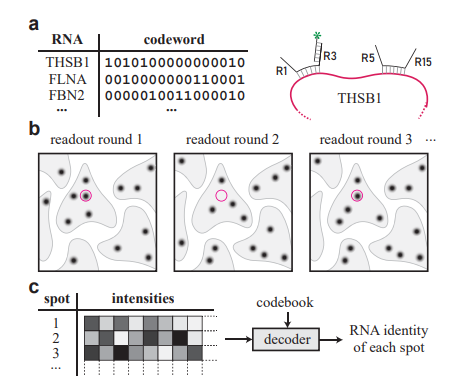 a
RNA codeword
THSB1 1010100000000010
FLNA 0010000000110001
FBN2 0000010011000010
... ...
*
R1 R3 R5 R15
THSB1
b
readout round 1 readout round 2 readout round 3 ...
c
spot intensities
1
2
3
...
codebook
decoder
RNA identity
of each spot